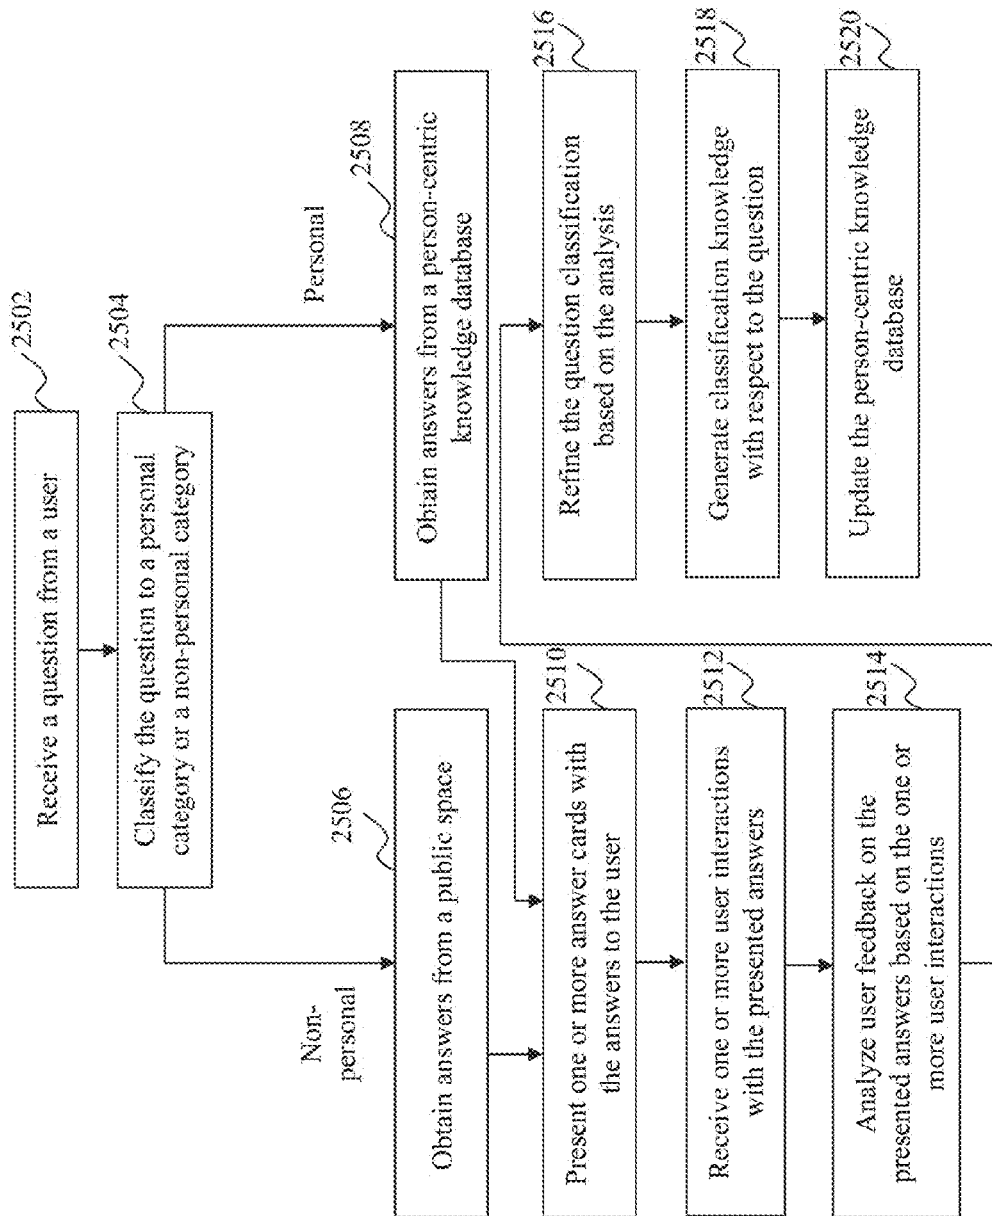 2502
Receive a question from a user
2504
Classify the question to a personal
category or a non-personal category
Non-
personal
Personal
2506
Obtain answers from a public space
2508
Obtain answers from a person-centric
knowledge database
2510
Present one or more answer cards with
the answers to the user
2512
Receive one or more user interactions
with the presented answers
2514
Analyze user feedback on the
presented answers based on the one or
more user interactions
2516
Refine the question classification
based on the analysis
2518
Generate classification knowledge
with respect to the question
2520
Update the person-centric knowledge
database